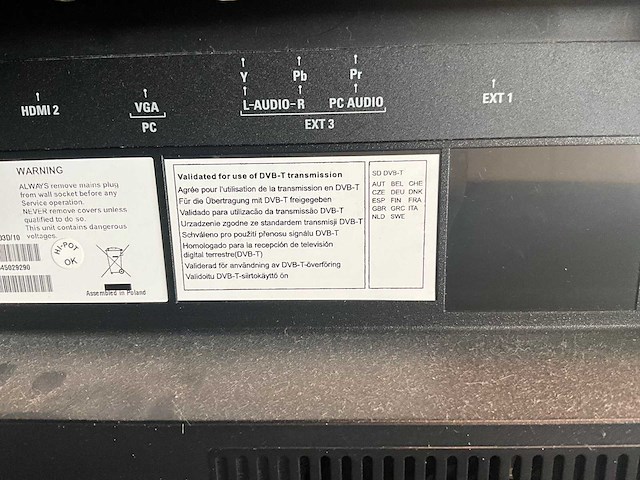 Y Pb Pr
HDMI 2 VGA L-AUDIO-R PC AUDIO EXT 1
PC EXT 3
WARNING
ALWAYS remove mains plug
from wall socket before any
Service operation.
NEVER remove covers unless
qualified to do so.
This unit contains dangerous
voltages.
03D/10
HI-POT
OK
45029290
Assembled in Poland
Validated for use of DVB-T transmission
Agrée pour l'utilisation de la transmission en DVB-T
Für die Übertragung mit DVB-T freigegeben
Validado para utilização da transmissão DVB-T
Urzadzenie zgodne ze standardem transmisji DVB-T
Schváleno pro použití přenosu signálu DVB-T
Homologado para la recepción de televisión
digital terrestre(DVB-T)
Validerad för användning av DVB-T-överföring
Validoitu DVB-T-siirtokäyttö ön
SD DVB-T
AUT BEL CHE
CZE DEU DNK
ESP FIN FRA
GBR GRC ITA
NLD SWE